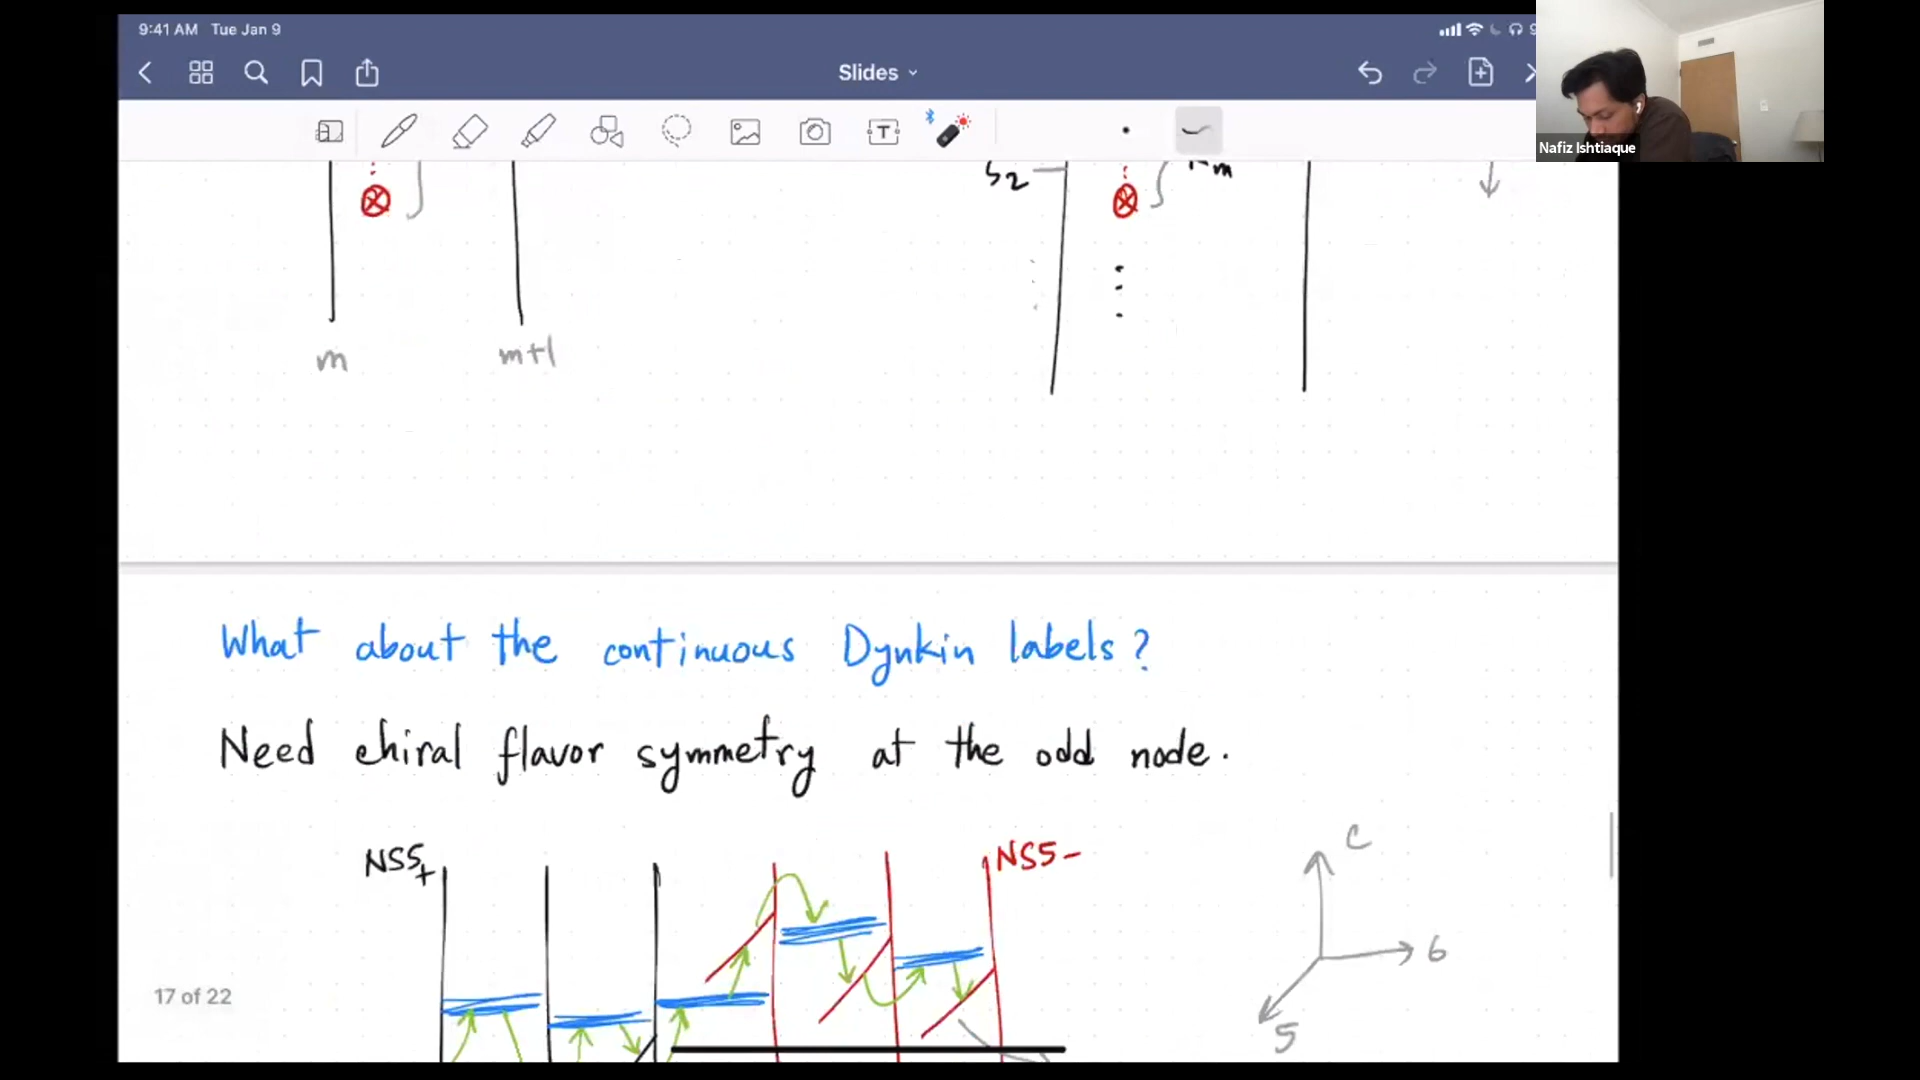 9:41 AM Tue Jan 9
Slides
T
Nafiz Ishtiaque
S2
m
m
m+1
What about the continuous Dynkin labels?
Need chiral flavor symmetry at the odd node.
NS5+
NS5-
C
6
5
17 of 22